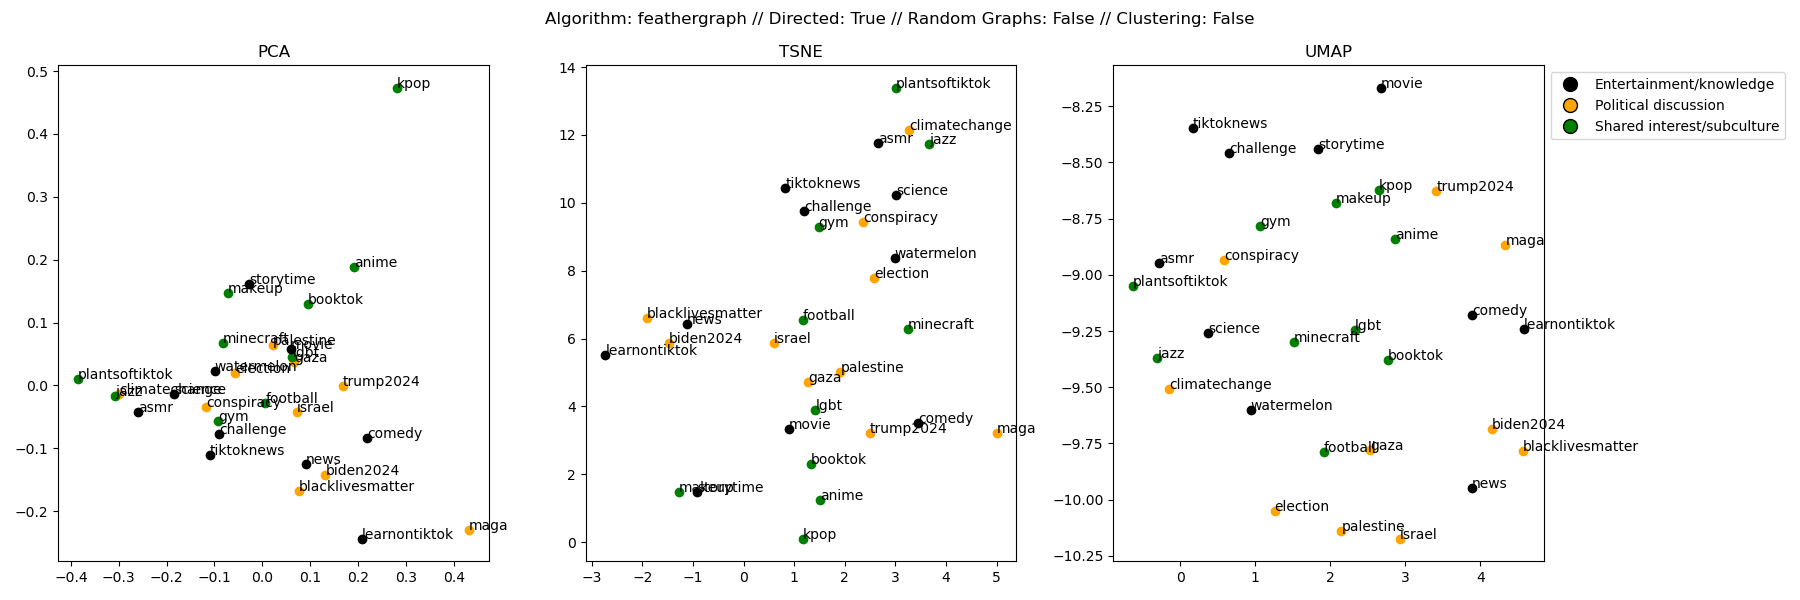 Algorithm: feathergraph // Directed: True // Random Graphs: False // Clustering: False
PCA
0.5
0.4
0.3
0.2
0.1
0.0
−0.1
−0.2
kpop
anime
storytime
makeup
booktok
minecraft
palestine
movie
lgbt
gaza
watermelon
election
plantsoftiktok
trump2024
climatechange
science
jazz
football
conspiracy
asmr
israel
gym
challenge
comedy
tiktoknews
news
biden2024
blacklivesmatter
maga
learnontiktok
−0.4 −0.3 −0.2 −0.1 0.0 0.1 0.2 0.3 0.4
TSNE
14
12
10
8
6
4
2
0
plantsoftiktok
climatechange
asmr
jazz
tiktoknews
science
challenge
gym
conspiracy
watermelon
election
blacklivesmatter
news
football
minecraft
biden2024
israel
learnontiktok
palestine
gaza
lgbt
comedy
movie
trump2024
maga
booktok
makeup
storytime
anime
kpop
−3 −2 −1 0 1 2 3 4 5
UMAP
−8.25
−8.50
−8.75
−9.00
−9.25
−9.50
−9.75
−10.00
−10.25
movie
tiktoknews
challenge
storytime
kpop
trump2024
makeup
gym
anime
maga
conspiracy
asmr
plantsoftiktok
comedy
learnontiktok
science
lgbt
minecraft
jazz
booktok
climatechange
watermelon
biden2024
football
gaza
blacklivesmatter
news
election
palestine
israel
0 1 2 3 4
Entertainment/knowledge
Political discussion
Shared interest/subculture